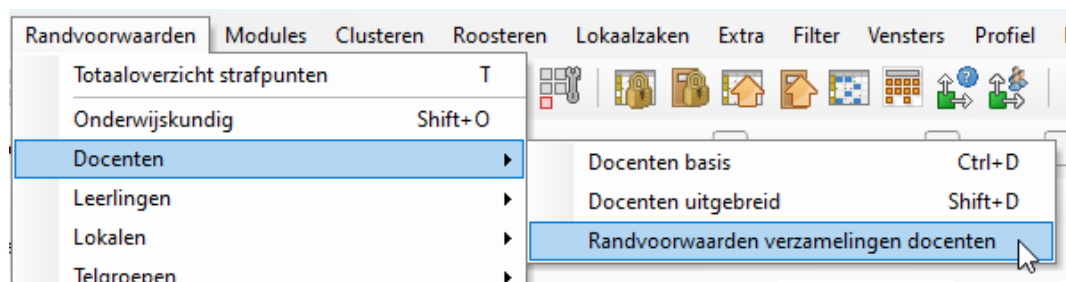 Randvoorwaarden Modules Clusteren Roosteren Lokaalzaken Extra Filter Vensters Profiel
Totaaloverzicht strafpunten T
Onderwijskundig Shift+O
Docenten
Docenten basis Ctrl+D
Leerlingen
Docenten uitgebreid Shift+D
Lokalen
Randvoorwaarden verzamelingen docenten
Telgroepen